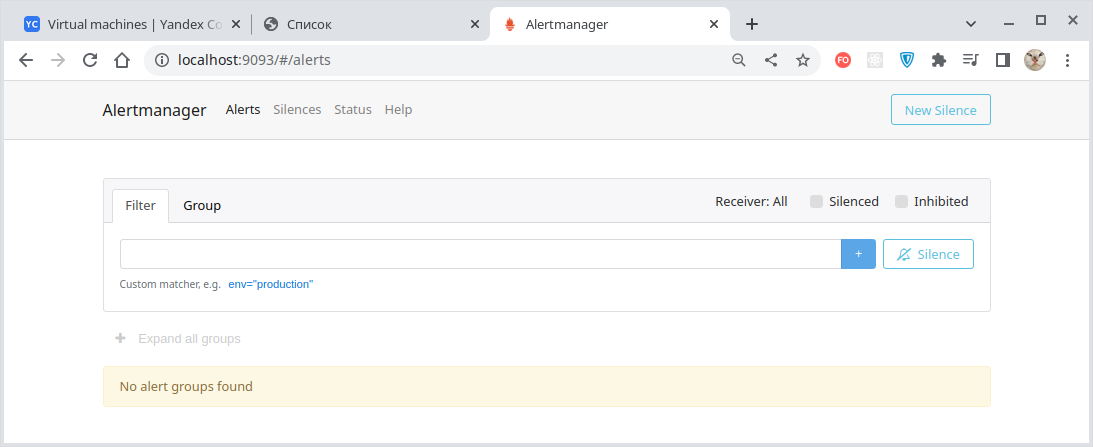 YC Virtual machines | Yandex Co
Список
Alertmanager
localhost:9093/#/alerts
FO
Alertmanager Alerts Silences Status Help New Silence
Filter Group Receiver: All Silenced Inhibited
+ Silence
Custom matcher, e.g. env="production"
+ Expand all groups
No alert groups found